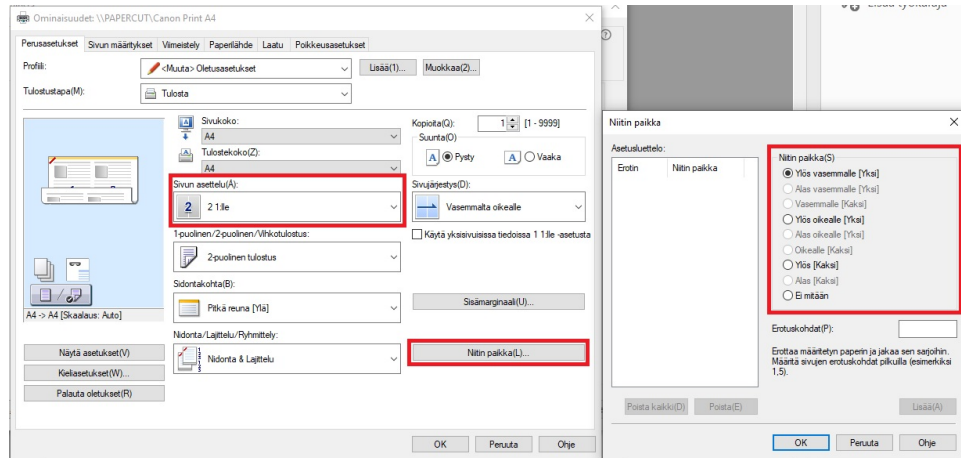 Ominaisuudet: \\PAPERCUT\Canon Print A4
Perusasetukset Sivun määritykset Viimeistely Paperilähde Laatu Poikkeusasetukset
Profiili: <Muuta> Oletusasetukset Lisää(1)... Muokkaa(2)...
Tulostustapa(M): Tulosta
Sivukoko:
A4
Tulostekoko(Z):
A4
Kopioita(Q): 1 [1 - 9999]
Suunta(O)
A Pysty A Vaaka
Sivun asettelu(Ä):
2 2 1:lle
Sivujärjestys(D):
Vasemmalta oikealle
1-puolinen/2-puolinen/Vihkotulostus:
2-puolinen tulostus
Käytä yksisivuisissa tiedoissa 1 1:lle -asetusta
Sidontakohta(B):
Pitkä reuna [Ylä]
Sisämarginaali(U)...
A4 -> A4 [Skaalaus: Auto]
Nidonta/Lajittelu/Ryhmittely:
Nidonta & Lajittelu
Niitin paikka(L)...
Näytä asetukset(V)
Kieliasetukset(W)...
Palauta oletukset(R)
OK Peruuta Ohje
Niitin paikka
Asetusluettelo:
Erotin Niitin paikka
Niitin paikka(S)
Ylös vasemmalle [Yksi]
Alas vasemmalle [Yksi]
Vasemmalle [Kaksi]
Ylös oikealle [Yksi]
Alas oikealle [Yksi]
Oikealle [Kaksi]
Ylös [Kaksi]
Alas [Kaksi]
Ei mitään
Erotuskohdat(P):
Erottaa määritetyn paperin ja jakaa sen sarjoihin.
Määritä sivujen erotuskohdat pilkuilla (esimerkiksi
1,5).
Poista kaikki(D) Poista(E) Lisää(A)
OK Peruuta Ohje